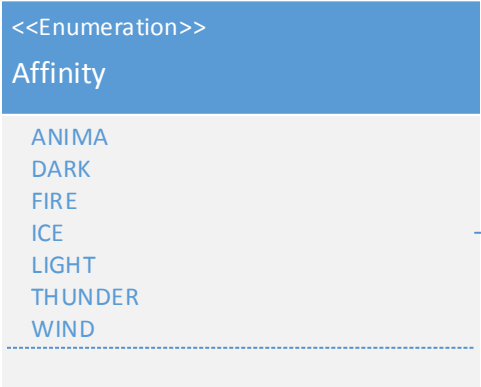 <<Enumeration>>
Affinity
ANIMA
DARK
FIRE
ICE
LIGHT
THUNDER
WIND